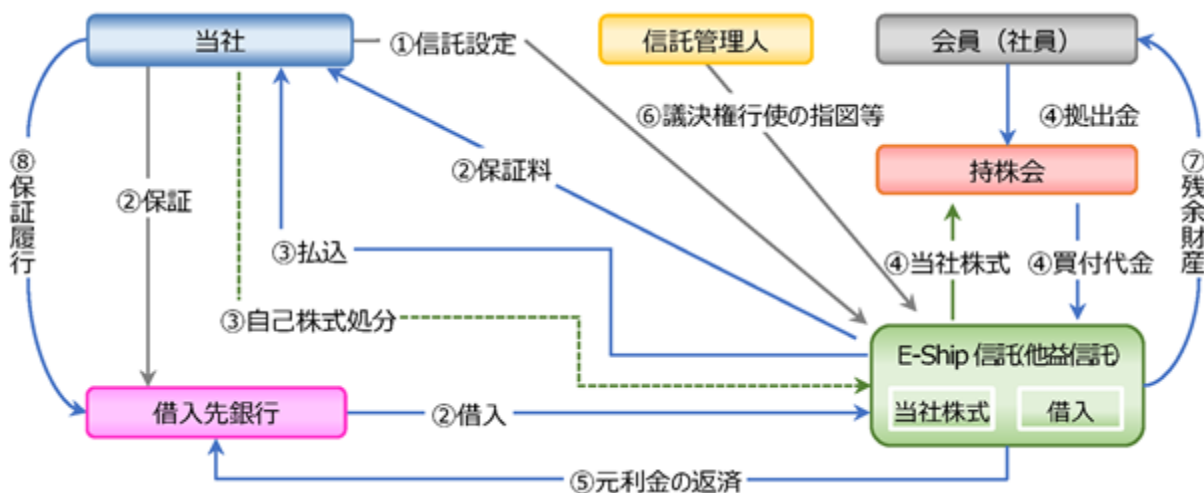 当社
①信託設定
信託管理人
会員（社員）
⑥議決権行使の指図等
④拠出金
⑧保証履行
②保証
②保証料
持株会
⑦残余財産
③払込
④当社株式
④買付代金
③自己株式処分
E-Ship 信託(他益信託)
借入先銀行
②借入
当社株式
借入
⑤元利金の返済